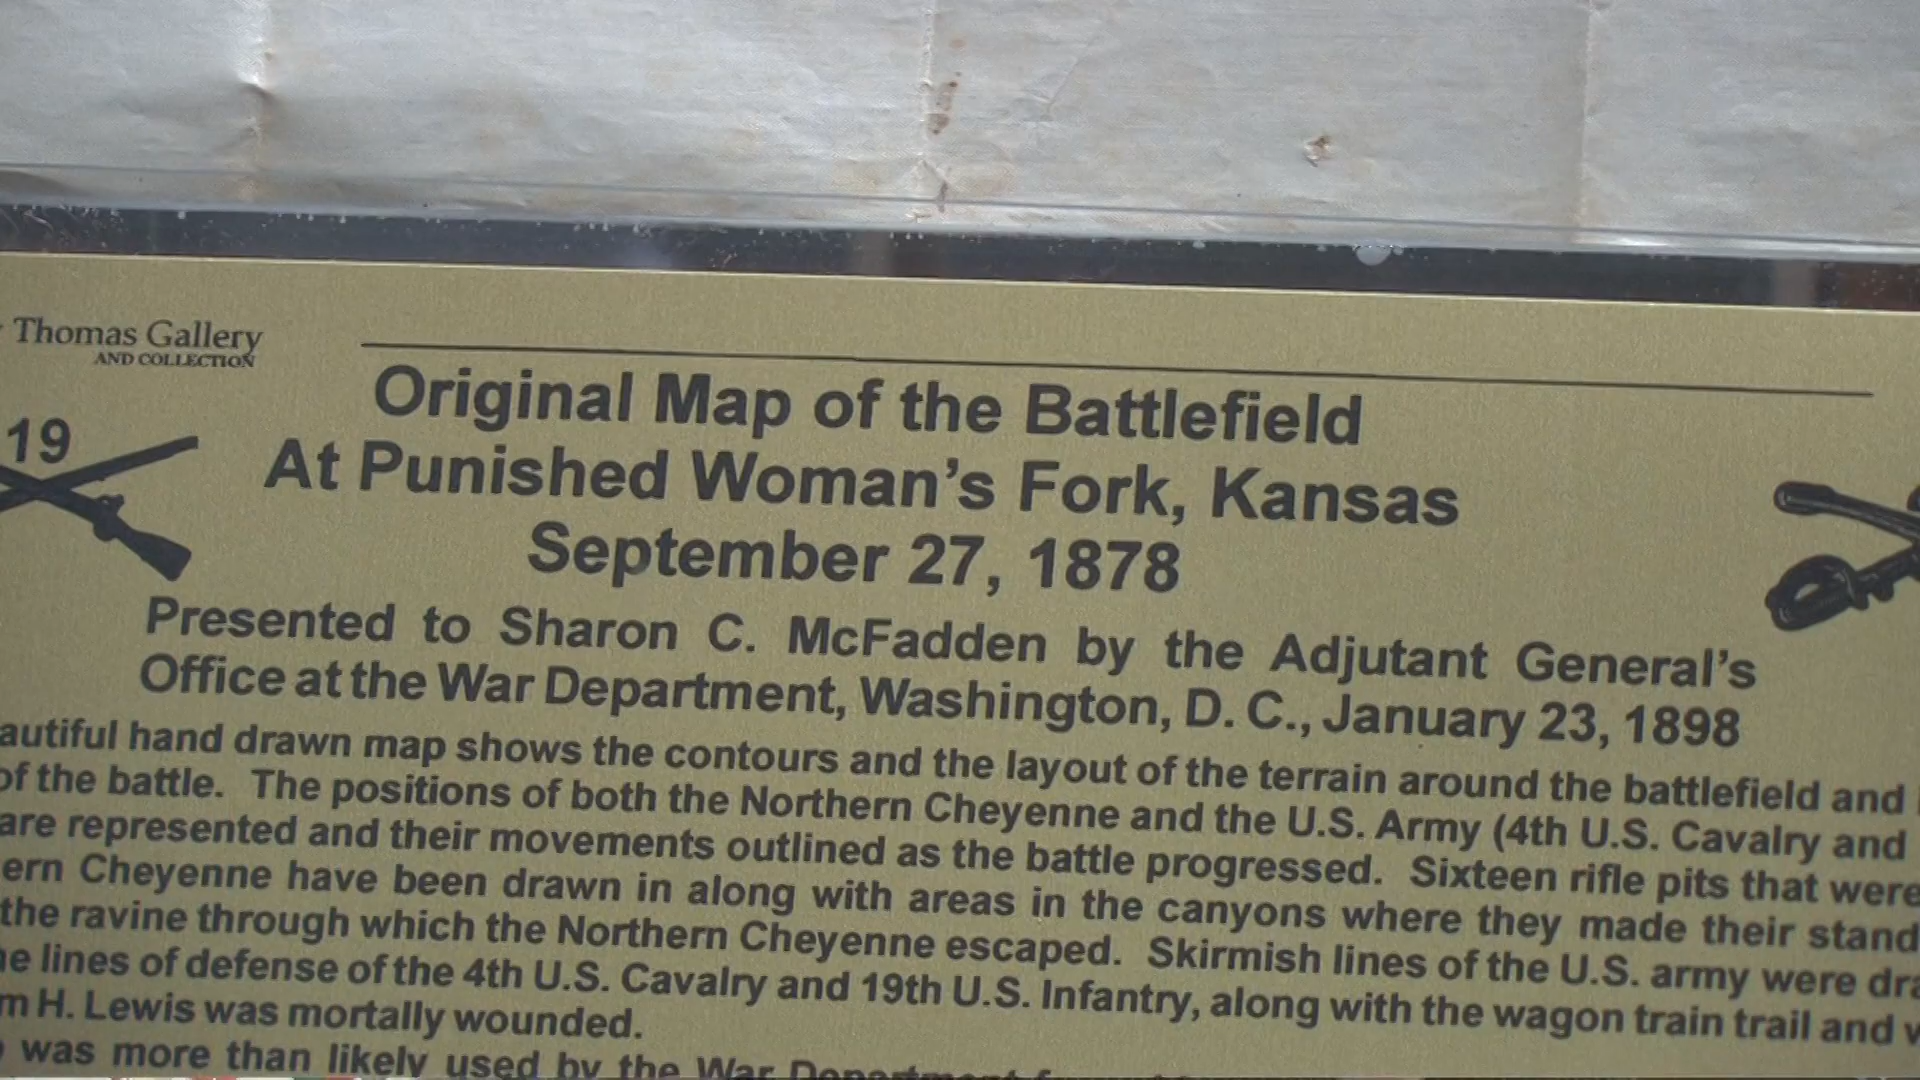 Thomas Gallery
AND COLLECTION
19
Original Map of the Battlefield
At Punished Woman's Fork, Kansas
September 27, 1878
Presented to Sharon C. McFadden by the Adjutant General's
Office at the War Department, Washington, D. C., January 23, 1898
autiful hand drawn map shows the contours and the layout of the terrain around the battlefield and
of the battle. The positions of both the Northern Cheyenne and the U.S. Army (4th U.S. Cavalry and
are represented and their movements outlined as the battle progressed. Sixteen rifle pits that were
ern Cheyenne have been drawn in along with areas in the canyons where they made their stand
the ravine through which the Northern Cheyenne escaped. Skirmish lines of the U.S. army were dra
e lines of defense of the 4th U.S. Cavalry and 19th U.S. Infantry, along with the wagon train trail and
m H. Lewis was mortally wounded.
was more than likely used by the War Department